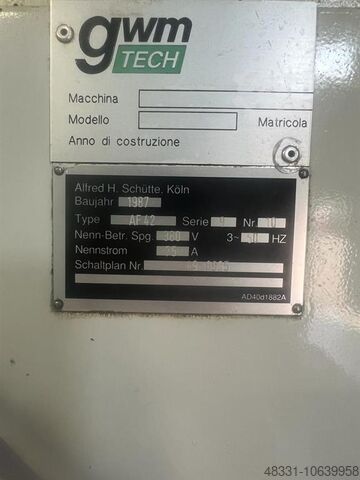 gwm
TECH
Macchina
Modello Matricola
Anno di costruzione
Alfred H. Schütte. Köln
Baujahr 1987
Type AF 42 Serie Nr
Nenn-Betr. Spg. 380 V 3~ 50 HZ
Nennstrom A
Schaltplan Nr
AD40d1882A
48331-10639958